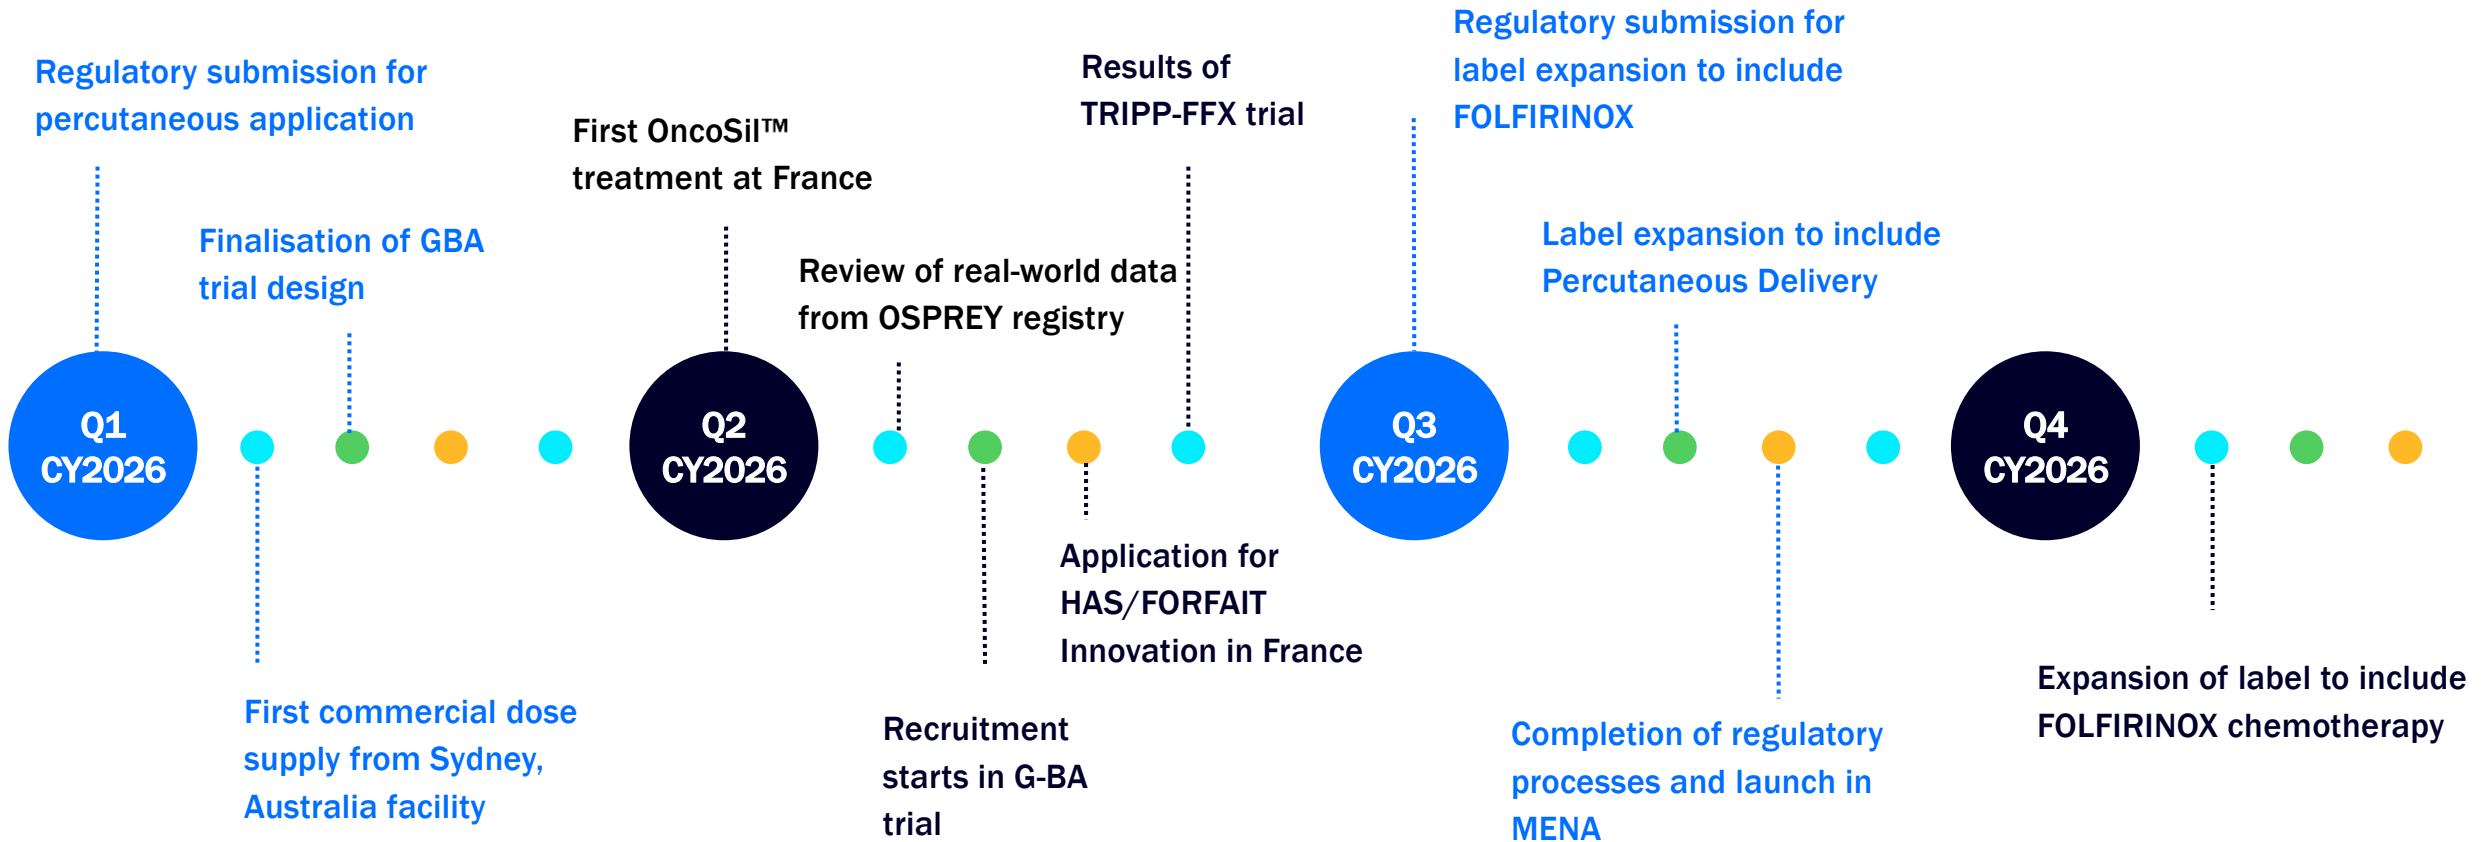 Regulatory submission for
percutaneous application
Finalisation of GBA
trial design
Q1
CY2026
First commercial dose
supply from Sydney,
Australia facility
First OncoSil™
treatment at France
Q2
CY2026
Review of real-world data
from OSPREY registry
Recruitment
starts in G-BA
trial
Application for
HAS/FORFAIT
Innovation in France
Results of
TRIPP-FFX trial
Regulatory submission for
label expansion to include
FOLFIRINOX
Q3
CY2026
Label expansion to include
Percutaneous Delivery
Completion of regulatory
processes and launch in
MENA
Q4
CY2026
Expansion of label to include
FOLFIRINOX chemotherapy